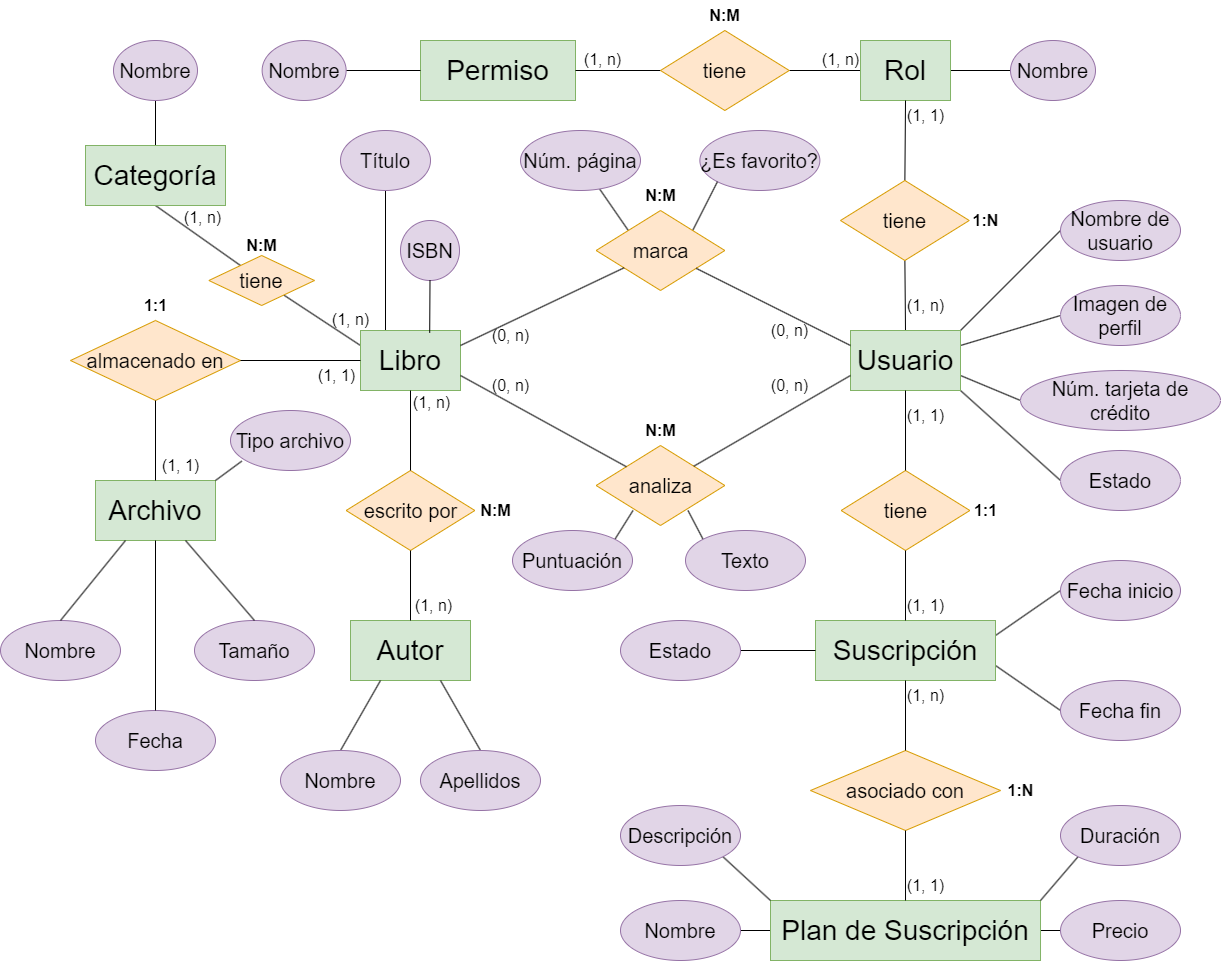 N:M
Nombre
Nombre
Permiso
(1, n)
tiene
(1, n)
Rol
Nombre
(1, 1)
Categoría
Título
Núm. página
¿Es favorito?
N:M
(1, n)
N:M
tiene
ISBN
marca
tiene
1:N
Nombre de
usuario
1:1
(1, n)
(0, n)
(0, n)
(1, n)
Imagen de
perfil
almacenado en
(1, 1)
Libro
Usuario
(1, n)
(0, n)
(0, n)
(1, 1)
Núm. tarjeta de
crédito
Tipo archivo
N:M
(1, 1)
Archivo
escrito por
N:M
analiza
tiene
1:1
Estado
Puntuación
Texto
(1, n)
(1, 1)
Fecha inicio
Nombre
Tamaño
Autor
Estado
Suscripción
(1, n)
Fecha fin
Fecha
Nombre
Apellidos
asociado con
1:N
Descripción
Duración
(1, 1)
Nombre
Plan de Suscripción
Precio